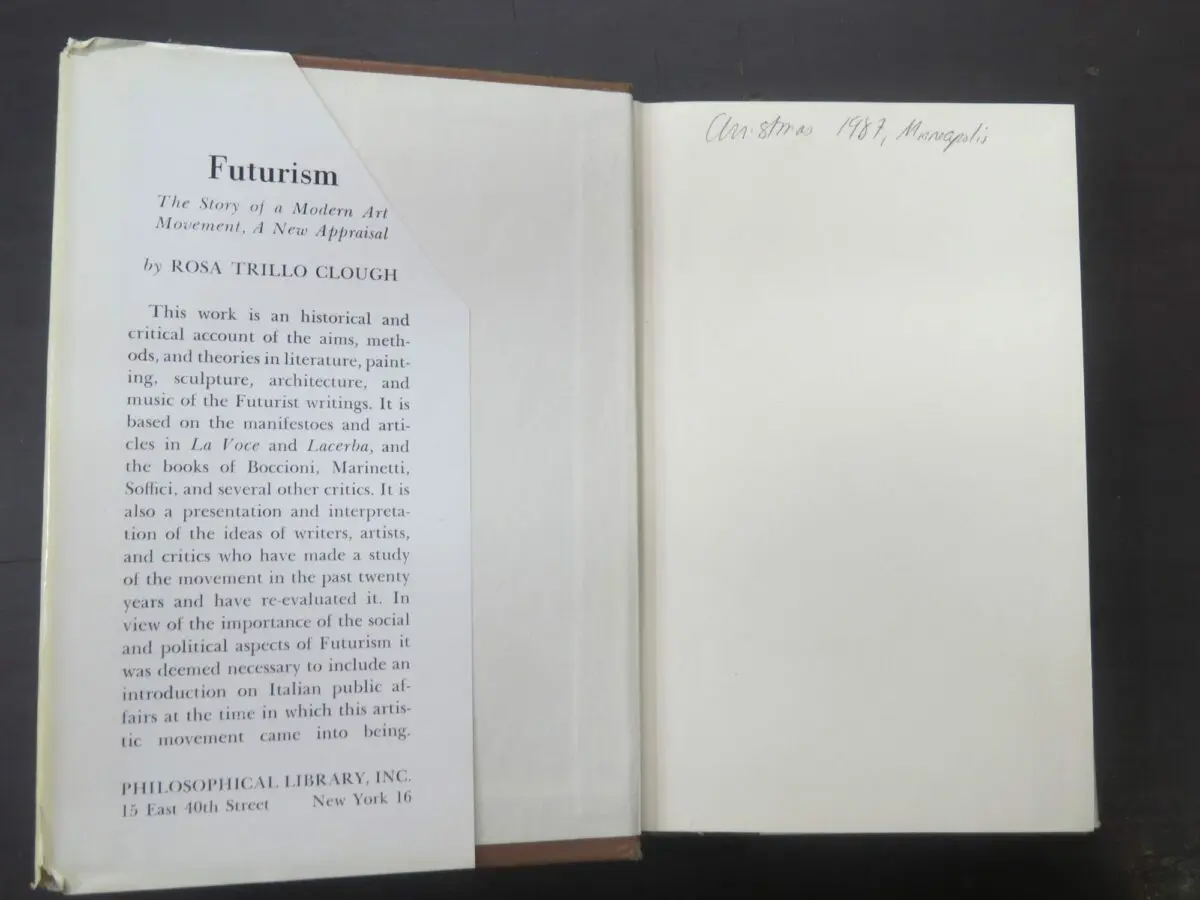 Futurism
The Story of a Modern Art
Movement, A New Appraisal
by ROSA TRILLO CLOUGH
This work is an historical and
critical account of the aims, meth-
ods, and theories in literature, paint-
ing, sculpture, architecture, and
music of the Futurist writings. It is
based on the manifestoes and arti-
cles in La Voce and Lacerba, and
the books of Boccioni, Marinetti,
Soffici, and several other critics. It is
also a presentation and interpreta-
tion of the ideas of writers, artists,
and critics who have made a study
of the movement in the past twenty
years and have re-evaluated it. In
view of the importance of the social
and political aspects of Futurism it
was deemed necessary to include an
introduction on Italian public af-
fairs at the time in which this artis-
tic movement came into being.
PHILOSOPHICAL LIBRARY, INC.
15 East 40th Street New York 16
Christmas 1987, Minneapolis